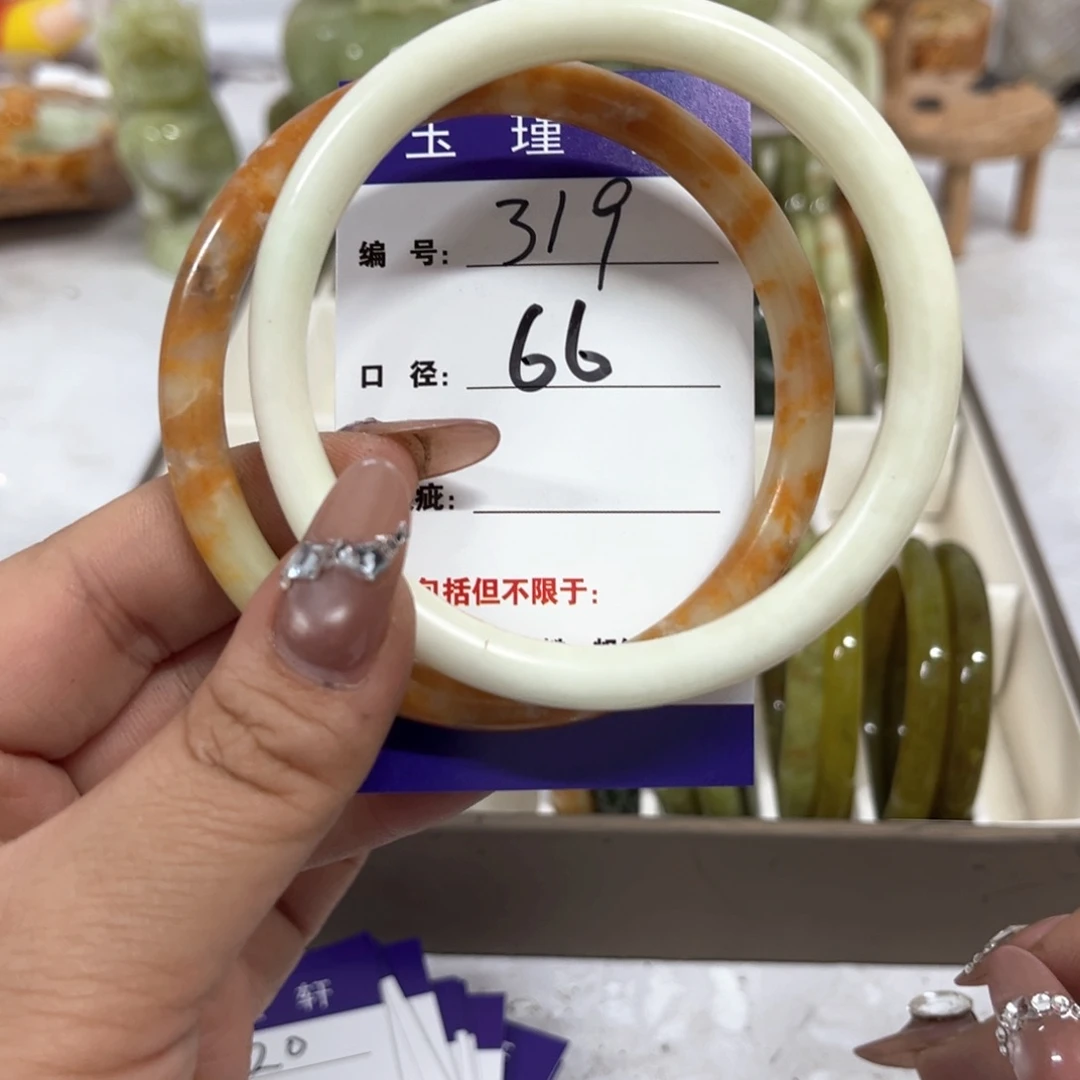 玉 瑾
编 号: 319
口 径: 66
疵:
包括但不限于:
轩
20